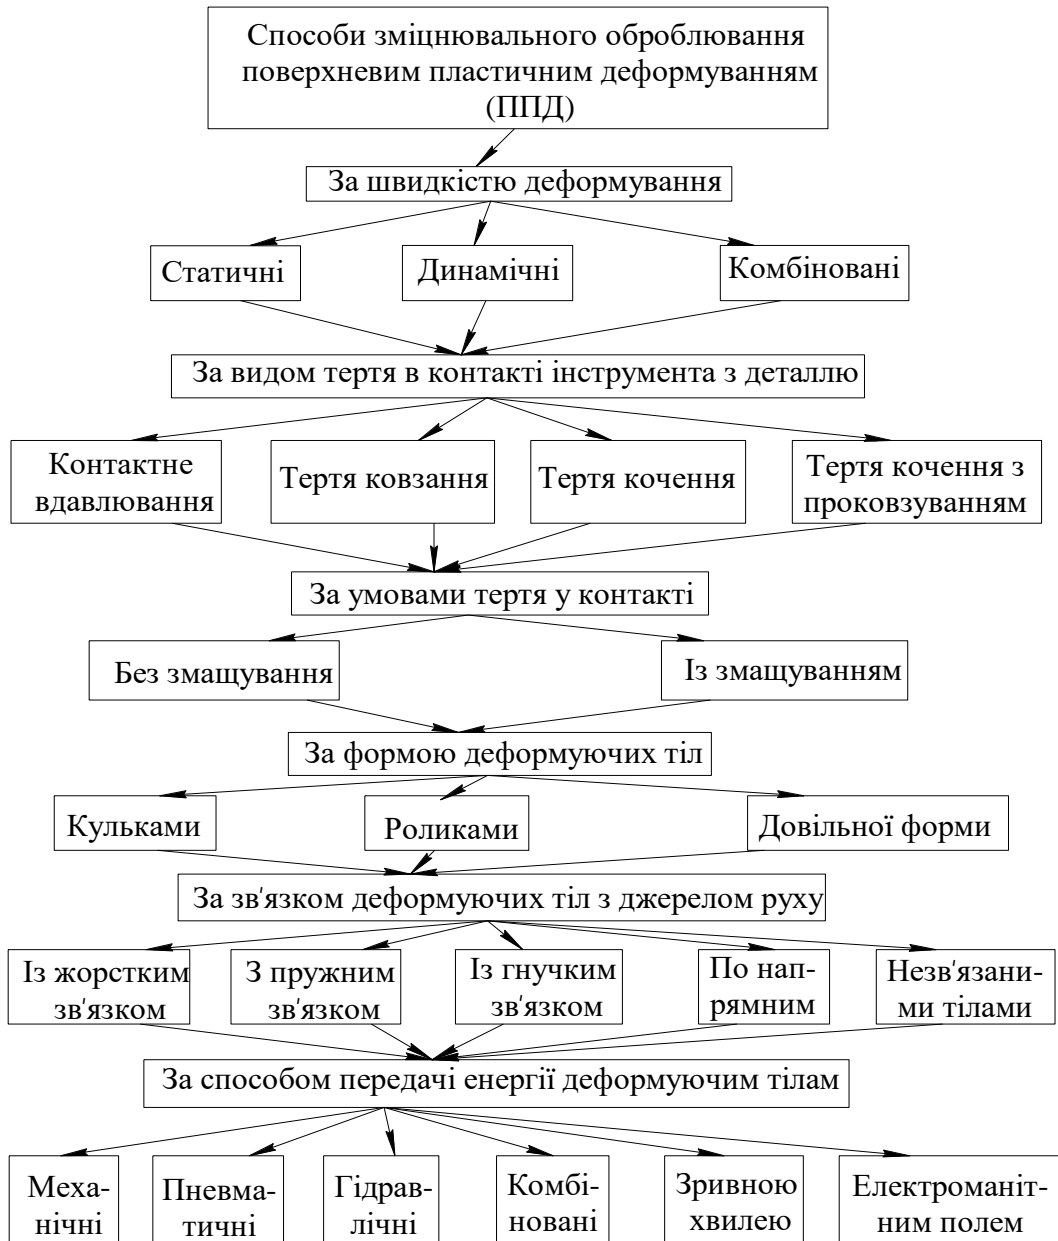 Способи зміцнювального оброблювання
поверхневим пластичним деформуванням
(ППД)
За швидкістю деформування
Статичні
Динамічні
Комбіновані
За видом тертя в контакті інструмента з деталлю
Контактне
вдавлювання
Тертя ковзання
Тертя кочення
Тертя кочення з
проковзуванням
За умовами тертя у контакті
Без змащування
Із змащуванням
За формою деформуючих тіл
Кульками
Роликами
Довільної форми
За зв'язком деформуючих тіл з джерелом руху
Із жорстким
зв'язком
З пружним
зв'язком
Із гнучким
зв'язком
По нап-
рямним
Незв'язани-
ми тілами
За способом передачі енергії деформуючим тілам
Меха-
нічні
Пневма-
тичні
Гідрав-
лічні
Комбі-
новані
Зривною
хвилею
Електроманіт-
ним полем